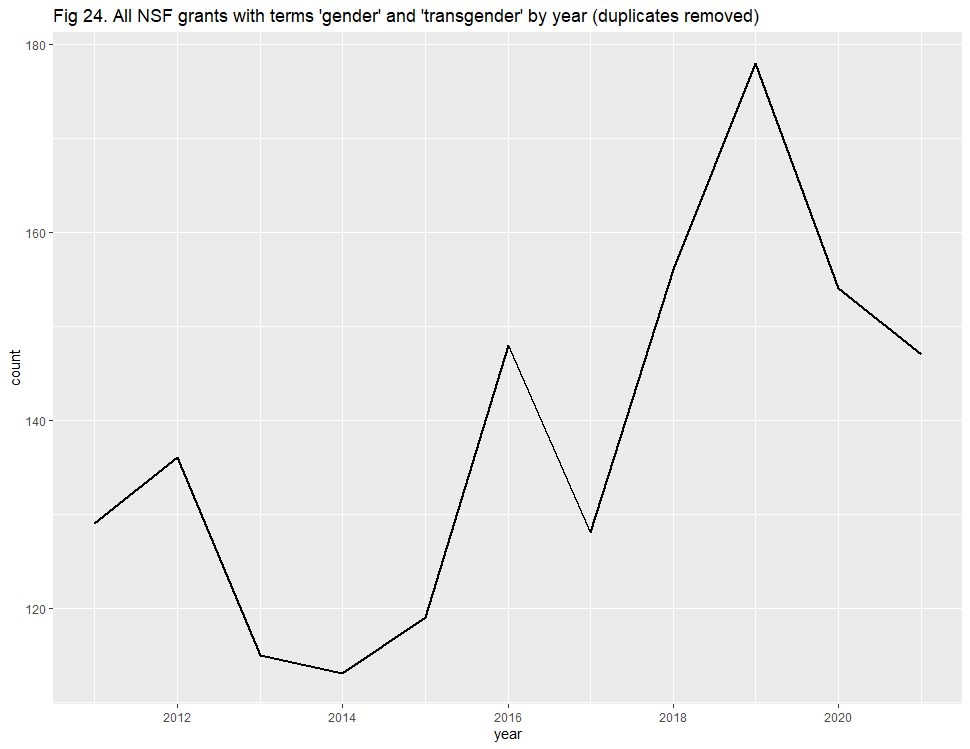 Fig 24. All NSF grants with terms 'gender' and 'transgender' by year (duplicates removed)
180
160
140
120
count
2012 2014 2016 2018 2020
year